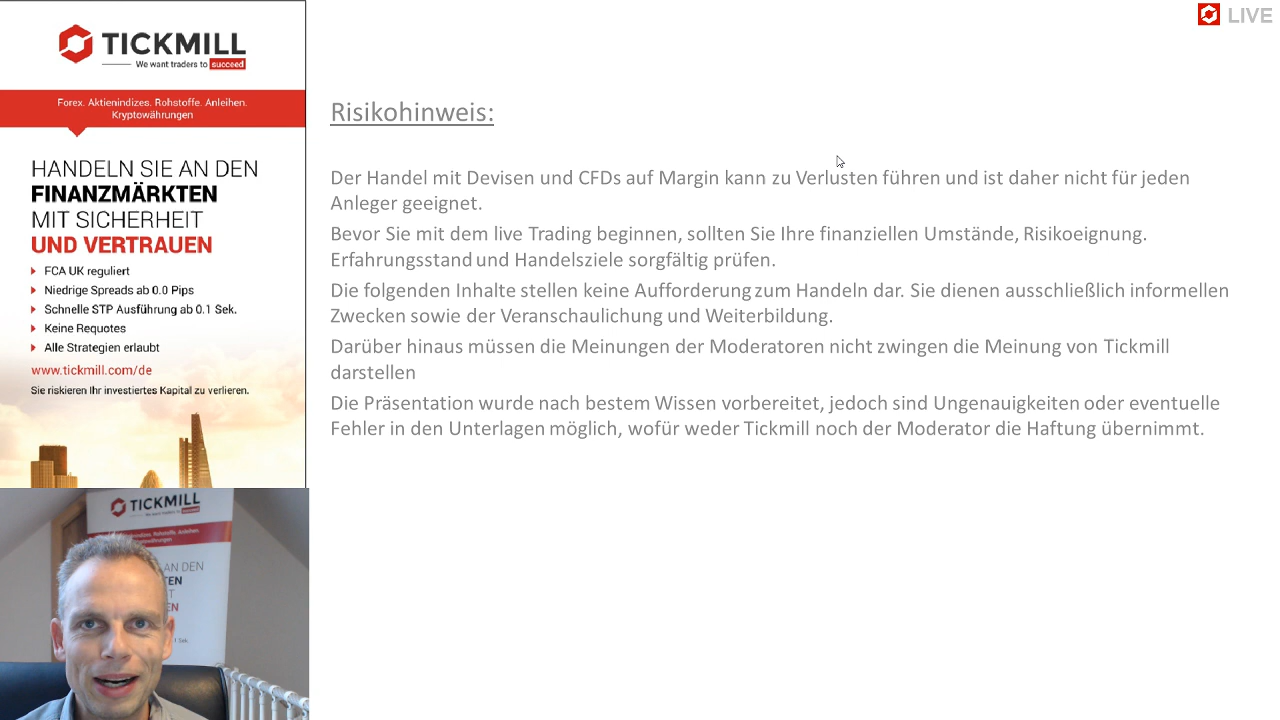 TICKMILL
We want traders to succeed
Forex. Aktienindizes. Rohstoffe. Anleihen.
Kryptowährungen
HANDELN SIE AN DEN
FINANZMÄRKTEN
MIT SICHERHEIT
UND VERTRAUEN
FCA UK reguliert
Niedrige Spreads ab 0.0 Pips
Schnelle STP Ausführung ab 0.1 Sek.
Keine Requotes
Alle Strategien erlaubt
www.tickmill.com/de
Sie riskieren Ihr investiertes Kapital zu verlieren.
LIVE
Risikohinweis:
Der Handel mit Devisen und CFDs auf Margin kann zu Verlusten führen und ist daher nicht für jeden
Anleger geeignet.
Bevor Sie mit dem live Trading beginnen, sollten Sie Ihre finanziellen Umstände, Risikoeignung.
Erfahrungsstand und Handelsziele sorgfältig prüfen.
Die folgenden Inhalte stellen keine Aufforderung zum Handeln dar. Sie dienen ausschließlich informellen
Zwecken sowie der Veranschaulichung und Weiterbildung.
Darüber hinaus müssen die Meinungen der Moderatoren nicht zwingen die Meinung von Tickmill
darstellen
Die Präsentation wurde nach bestem Wissen vorbereitet, jedoch sind Ungenauigkeiten oder eventuelle
Fehler in den Unterlagen möglich, wofür weder Tickmill noch der Moderator die Haftung übernimmt.
TICKMILL
AN DEN
TEN
T
EN